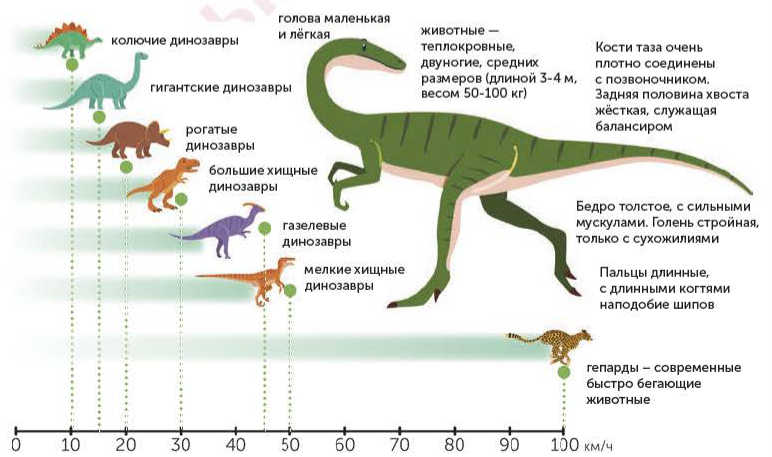 голова маленькая
и лёгкая
животные —
теплокровные,
двуногие, средних
размеров (длиной 3-4 м,
весом 50-100 кг)
Кости таза очень
плотно соединены
с позвоночником.
Задняя половина хвоста
жёсткая, служащая
балансиром
колючие динозавры
гигантские динозавры
рогатые
динозавры
большие хищные
динозавры
газелевые
динозавры
мелкие хищные
динозавры
Бедро толстое, с сильными
мускулами. Голень стройная,
только с сухожилиями
Пальцы длинные,
с длинными когтями
наподобие шипов
гепарды – современные
быстро бегающие
животные
0 10 20 30 40 50 60 70 80 90 100 км/ч